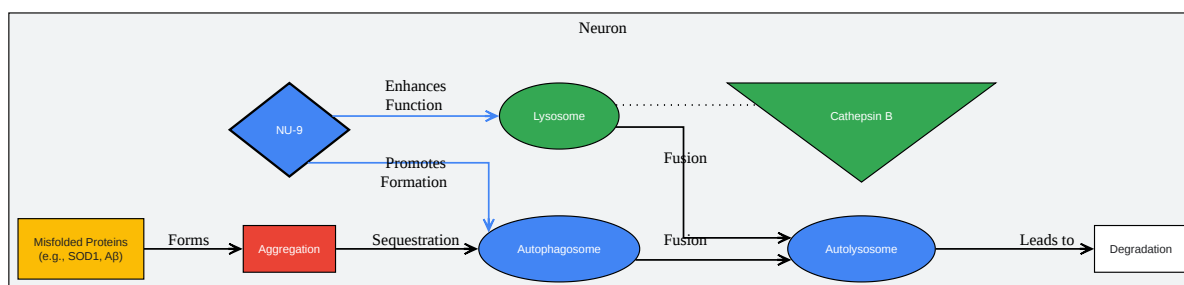 Neuron
Enhances
Function
NU-9
Lysosome
Cathepsin B
Promotes
Formation
Fusion
Misfolded Proteins
(e.g., SOD1, Aβ)
Forms
Aggregation
Sequestration
Autophagosome
Fusion
Autolysosome
Leads to
Degradation